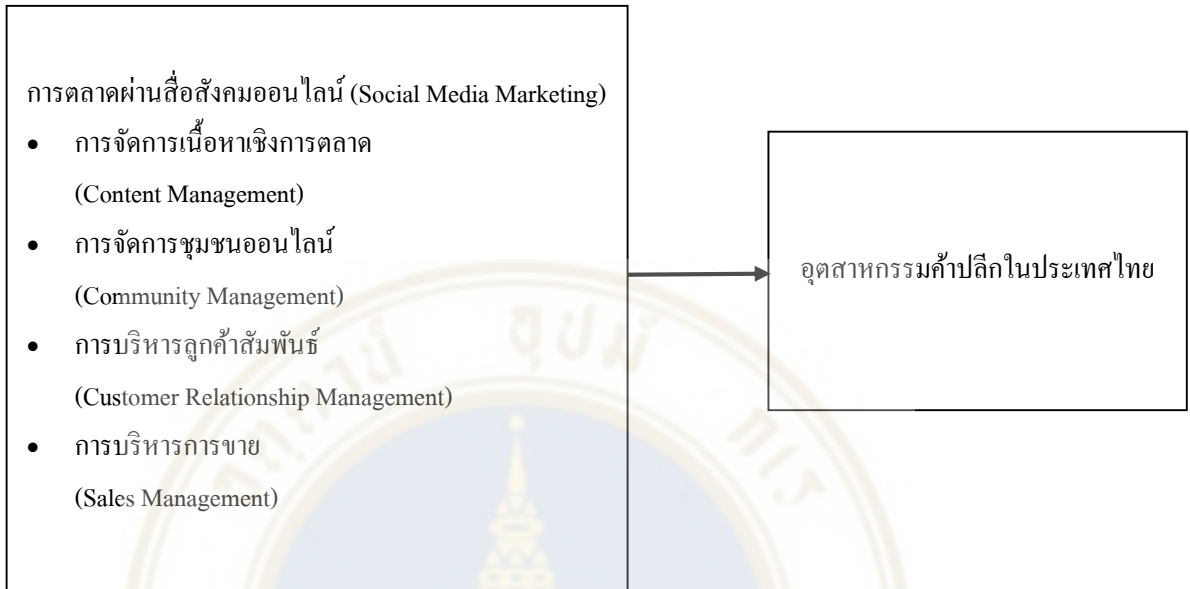 การตลาดผ่านสื่อสังคมออนไลน์ (Social Media Marketing)
• การจัดการเนื้อหาเชิงการตลาด
(Content Management)
• การจัดการชุมชนออนไลน์
(Community Management)
• การบริหารลูกค้าสัมพันธ์
(Customer Relationship Management)
• การบริหารการขาย
(Sales Management)
อุตสาหกรรมค้าปลีกในประเทศไทย